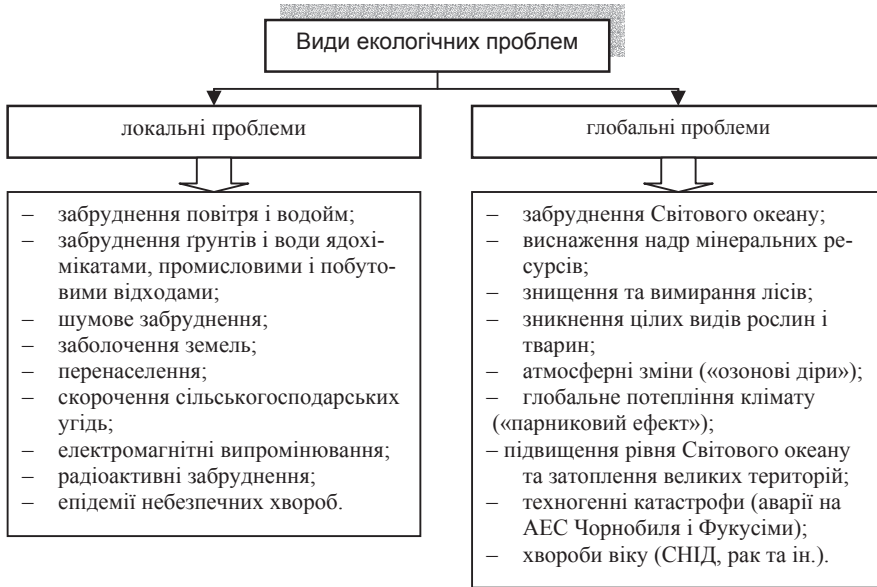 Види екологічних проблем
локальні проблеми
– забруднення повітря і водойм;
– забруднення ґрунтів і води ядохі-
мікатами, промисловими і побуто-
вими відходами;
– шумове забруднення;
– заболочення земель;
– перенаселення;
– скорочення сільськогосподарських
угідь;
– електромагнітні випромінювання;
– радіоактивні забруднення;
– епідемії небезпечних хвороб.
глобальні проблеми
– забруднення Світового океану;
– виснаження надр мінеральних ре-
сурсів;
– знищення та вимирання лісів;
– зникнення цілих видів рослин і
тварин;
– атмосферні зміни («озонові діри»);
– глобальне потепління клімату
(«парниковий ефект»);
– підвищення рівня Світового океану
та затоплення великих територій;
– техногенні катастрофи (аварії на
АЕС Чорнобиля і Фукусіми);
– хвороби віку (СНІД, рак та ін.).